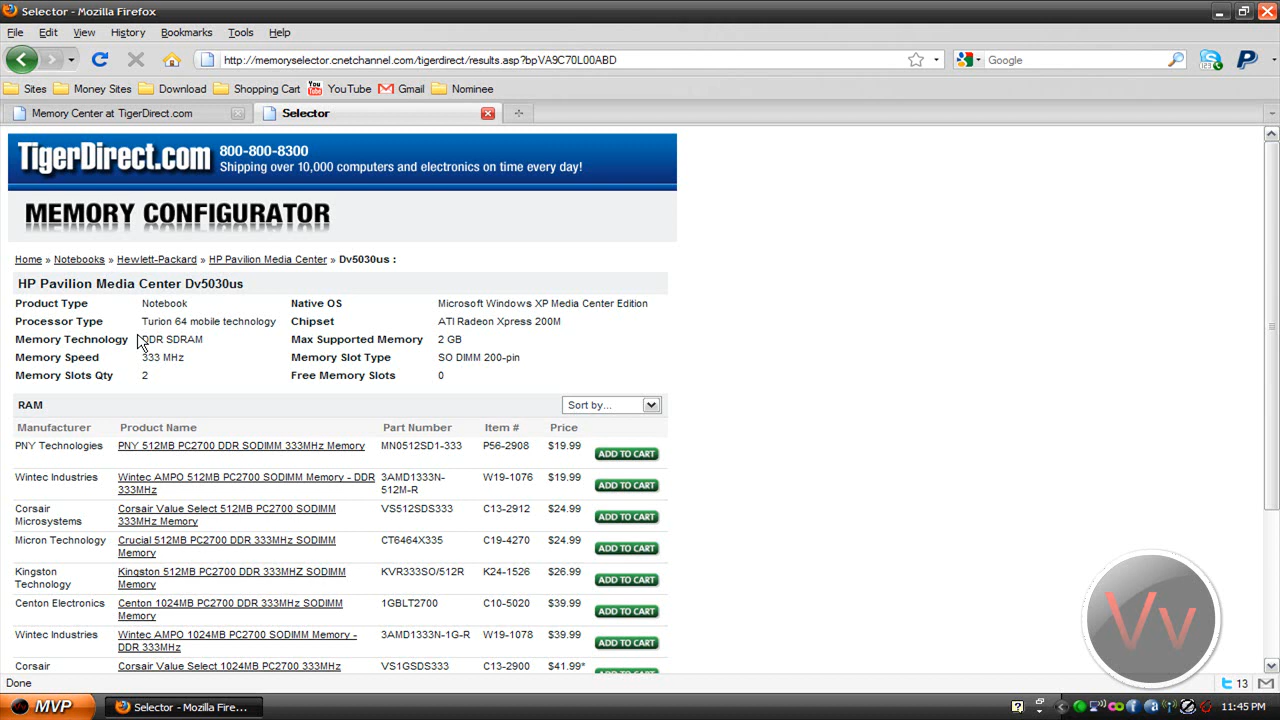 Selector - Mozilla Firefox
File Edit View History Bookmarks Tools Help
http://memoryselector.cnetchannel.com/tigerdirect/results.asp?bpVA9C70L00ABD
Google
Sites Money Sites Download Shopping Cart YouTube Gmail Nominee
Memory Center at TigerDirect.com Selector
TigerDirect.com 800-800-8300
Shipping over 10,000 computers and electronics on time every day!
MEMORY CONFIGURATOR
Home » Notebooks » Hewlett-Packard » HP Pavilion Media Center » Dv5030us :
HP Pavilion Media Center Dv5030us
Product Type Notebook Native OS Microsoft Windows XP Media Center Edition
Processor Type Turion 64 mobile technology Chipset ATI Radeon Xpress 200M
Memory Technology DDR SDRAM Max Supported Memory 2 GB
Memory Speed 333 MHz Memory Slot Type SO DIMM 200-pin
Memory Slots Qty 2 Free Memory Slots 0
RAM Sort by...
Manufacturer Product Name Part Number Item # Price
PNY Technologies PNY 512MB PC2700 DDR SODIMM 333MHz Memory MN0512SD1-333 P56-2908 $19.99 ADD TO CART
Wintec Industries Wintec AMPO 512MB PC2700 SODIMM Memory - DDR 3AMD1333N- W19-1076 $19.99 ADD TO CART
333MHz 512M-R
Corsair Corsair Value Select 512MB PC2700 SODIMM VS512SDS333 C13-2912 $24.99 ADD TO CART
Microsystems 333MHz Memory
Micron Technology Crucial 512MB PC2700 DDR 333MHz SODIMM CT6464X335 C19-4270 $24.99 ADD TO CART
Memory
Kingston Kingston 512MB PC2700 DDR 333MHZ SODIMM KVR333SO/512R K24-1526 $26.99 ADD TO CART
Technology Memory
Centon Electronics Centon 1024MB PC2700 DDR 333MHz SODIMM 1GBLT2700 C10-5020 $39.99 ADD TO CART
Memory
Wintec Industries Wintec AMPO 1024MB PC2700 SODIMM Memory - 3AMD1333N-1G-R W19-1078 $39.99 ADD TO CART
DDR 333MHz
Corsair Corsair Value Select 1024MB PC2700 333MHz VS1GSDS333 C13-2900 $41.99* ADD TO CART
Vv
Done 13
MVP Selector - Mozilla Fire... 11:45 PM